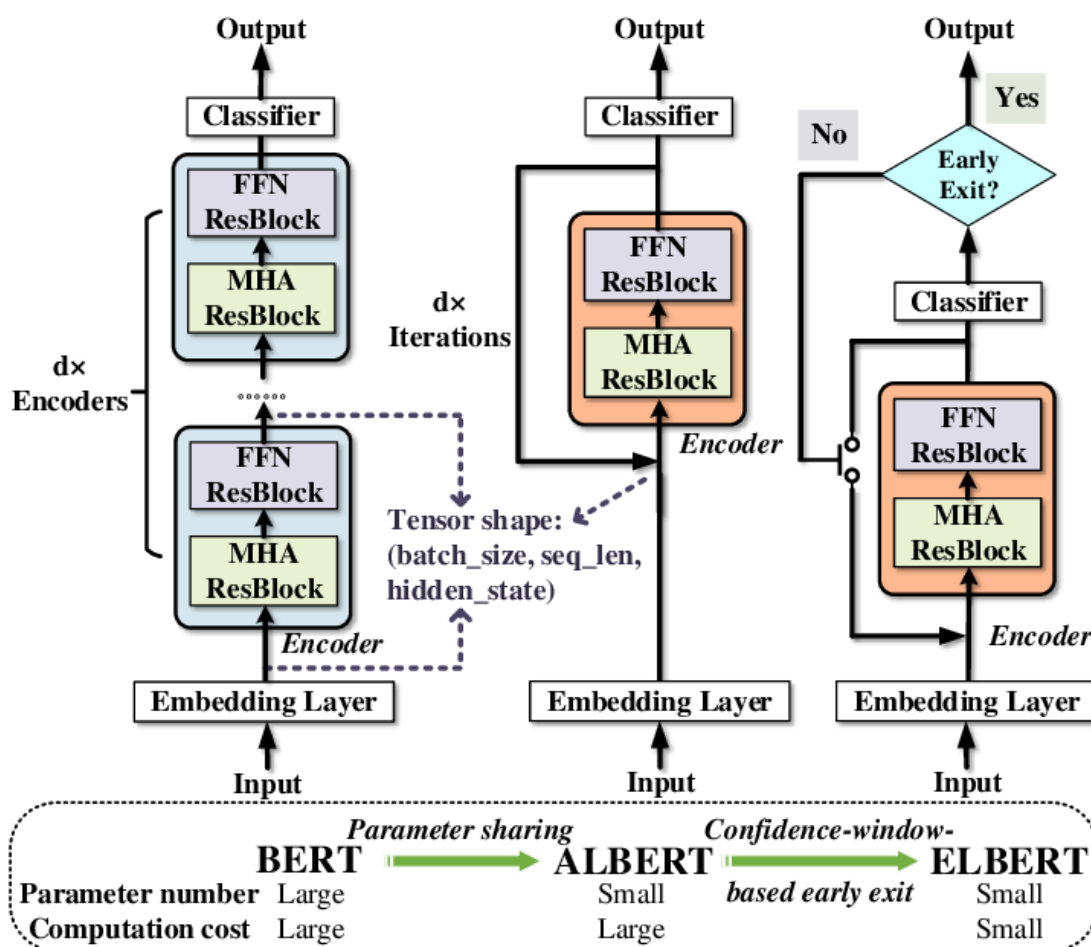 Output
Classifier
FFN
ResBlock
MHA
ResBlock
d×
Encoders
FFN
ResBlock
MHA
ResBlock
Encoder
Embedding Layer
Input
Output
Classifier
FFN
ResBlock
MHA
ResBlock
d×
Iterations
Encoder
Tensor shape:
(batch_size, seq_len,
hidden_state)
Embedding Layer
Input
Output
Yes
No
Early
Exit?
Classifier
FFN
ResBlock
MHA
ResBlock
Encoder
Embedding Layer
Input
Parameter sharing
Confidence-window-
BERT ALBERT ELBERT
based early exit
Parameter number Large Small Small
Computation cost Large Large Small